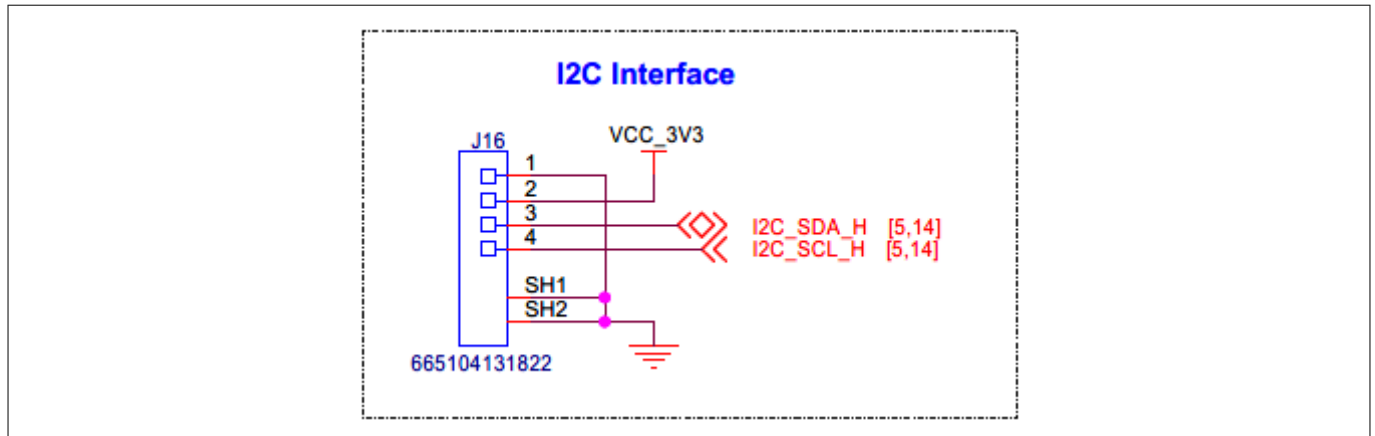 I2C Interface
J16
VCC_3V3
1
2
3
4
I2C_SDA_H [5,14]
I2C_SCL_H [5,14]
SH1
SH2
665104131822